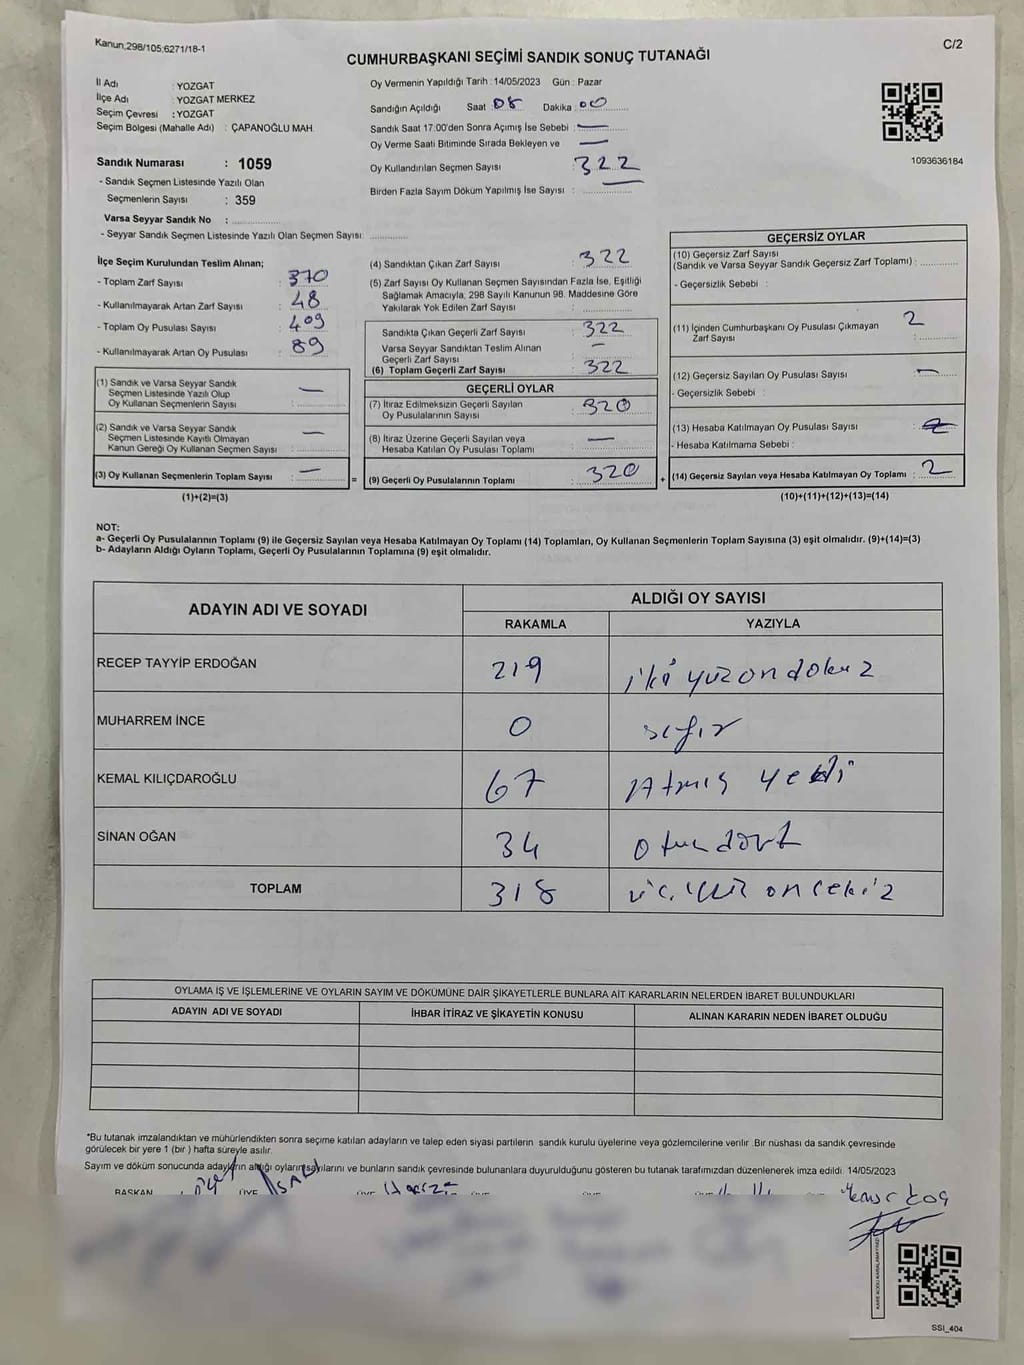 Kanun,298/105,6271/18-1
C/2
CUMHURBAŞKANI SEÇİMİ SANDIK SONUÇ TUTANAĞI
İl Adı : YOZGAT
İlçe Adı : YOZGAT MERKEZ
Seçim Çevresi : YOZGAT
Seçim Bölgesi (Mahalle Adı) : ÇAPANOĞLU MAH.
Sandık Numarası : 1059
- Sandık Seçmen Listesinde Yazılı Olan
Seçmenlerin Sayısı : 359
Varsa Seyyar Sandık No :
- Seyyar Sandık Seçmen Listesinde Yazılı Olan Seçmen Sayısı:
Oy Vermenin Yapıldığı Tarih : 14/05/2023 Gün : Pazar
Sandığın Açıldığı Saat : 08 Dakika : 00
Sandık Saat 17:00'den Sonra Açımış İse Sebebi : —
Oy Verme Saati Bitiminde Sırada Bekleyen ve —
Oy Kullandırılan Seçmen Sayısı : 322
Birden Fazla Sayım Döküm Yapılmış İse Sayısı :
1093636184
İlçe Seçim Kurulundan Teslim Alınan;
- Toplam Zarf Sayısı : 370
- Kullanılmayarak Artan Zarf Sayısı : 48
- Toplam Oy Pusulası Sayısı : 409
- Kullanılmayarak Artan Oy Pusulası : 89
(1) Sandık ve Varsa Seyyar Sandık
Seçmen Listesinde Yazılı Olup
Oy Kullanan Seçmenlerin Sayısı : —
(2) Sandık ve Varsa Seyyar Sandık
Seçmen Listesinde Kayıtlı Olmayan
Kanun Gereği Oy Kullanan Seçmen Sayısı : —
(3) Oy Kullanan Seçmenlerin Toplam Sayısı : —
(1)+(2)=(3)
=
(4) Sandıktan Çıkan Zarf Sayısı : 322
(5) Zarf Sayısı Oy Kullanan Seçmen Sayısından Fazla İse, Eşitliği
Sağlamak Amacıyla, 298 Sayılı Kanunun 98. Maddesine Göre
Yakılarak Yok Edilen Zarf Sayısı :
Sandıkta Çıkan Geçerli Zarf Sayısı : 322
Varsa Seyyar Sandıktan Teslim Alınan
Geçerli Zarf Sayısı : —
(6) Toplam Geçerli Zarf Sayısı : 322
GEÇERLİ OYLAR
(7) İtiraz Edilmeksizin Geçerli Sayılan
Oy Pusulalarının Sayısı : 320
(8) İtiraz Üzerine Geçerli Sayılan veya
Hesaba Katılan Oy Pusulaları Toplamı : —
(9) Geçerli Oy Pusulalarının Toplamı : 320
+
GEÇERSİZ OYLAR
(10) Geçersiz Zarf Sayısı
(Sandık ve Varsa Seyyar Sandık Geçersiz Zarf Toplamı) :
- Geçersizlik Sebebi :
(11) İçinden Cumhurbaşkanı Oy Pusulası Çıkmayan 2
Zarf Sayısı :
(12) Geçersiz Sayılan Oy Pusulası Sayısı : —
- Geçersizlik Sebebi :
(13) Hesaba Katılmayan Oy Pusulası Sayısı :
- Hesaba Katılmama Sebebi :
(14) Geçersiz Sayılan veya Hesaba Katılmayan Oy Toplamı : 2
(10)+(11)+(12)+(13)=(14)
NOT:
a- Geçerli Oy Pusulalarının Toplamı (9) ile Geçersiz Sayılan veya Hesaba Katılmayan Oy Toplamı (14) Toplamları, Oy Kullanan Seçmenlerin Toplam Sayısına (3) eşit olmalıdır. (9)+(14)=(3)
b- Adayların Aldığı Oyların Toplamı, Geçerli Oy Pusulalarının Toplamına (9) eşit olmalıdır.
ADAYIN ADI VE SOYADI
ALDIĞI OY SAYISI
RAKAMLA YAZIYLA
RECEP TAYYİP ERDOĞAN 219 iki yüz on dokuz
MUHARREM İNCE 0 sıfır
KEMAL KILIÇDAROĞLU 67 Atmış yedi
SİNAN OĞAN 34 otuz dört
TOPLAM 318 üç yüz on sekiz
OYLAMA İŞ VE İŞLEMLERİNE VE OYLARIN SAYIM VE DÖKÜMÜNE DAİR ŞİKAYETLERLE BUNLARA AİT KARARLARIN NELERDEN İBARET BULUNDUKLARI
ADAYIN ADI VE SOYADI İHBAR İTİRAZ VE ŞİKAYETİN KONUSU ALINAN KARARIN NEDEN İBARET OLDUĞU
*Bu tutanak imzalandıktan ve mühürlendikten sonra seçime katılan adayların ve talep eden siyasi partilerin sandık kurulu üyelerine veya gözlemcilerine verilir. Bir nüshası da sandık çevresinde
görülecek bir yere 1 (bir) hafta süreyle asılır.
Sayım ve döküm sonucunda adayların aldığı oyların sayılarını ve bunların sandık çevresinde bulunanlara duyurulduğunu gösteren bu tutanak tarafımızdan düzenlenerek imza edildi. 14/05/2023
BAŞKAN ÜYE
KARE KODU KARALAMAYINIZ
SSI_404